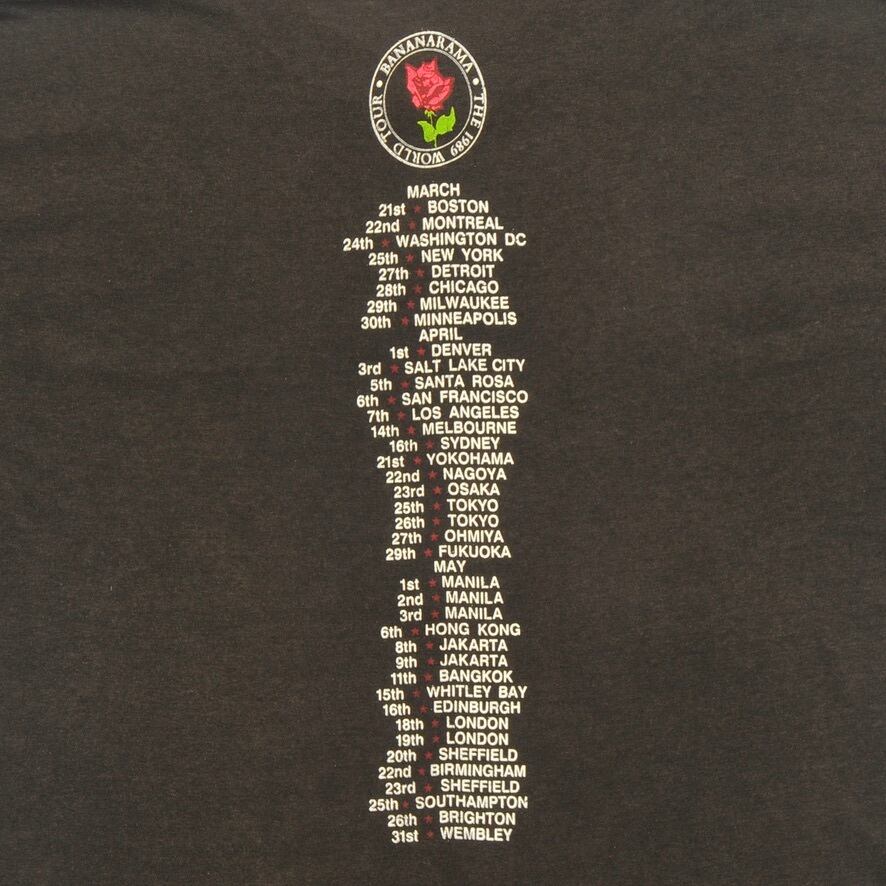 BANANARAMA • THE 1989 WORLD TOUR •
MARCH
21st ★ BOSTON
22nd ★ MONTREAL
24th ★ WASHINGTON DC
25th ★ NEW YORK
27th ★ DETROIT
28th ★ CHICAGO
29th ★ MILWAUKEE
30th ★ MINNEAPOLIS
APRIL
1st ★ DENVER
3rd ★ SALT LAKE CITY
5th ★ SANTA ROSA
6th ★ SAN FRANCISCO
7th ★ LOS ANGELES
14th ★ MELBOURNE
16th ★ SYDNEY
21st ★ YOKOHAMA
22nd ★ NAGOYA
23rd ★ OSAKA
25th ★ TOKYO
26th ★ TOKYO
27th ★ OHMIYA
29th ★ FUKUOKA
MAY
1st ★ MANILA
2nd ★ MANILA
3rd ★ MANILA
6th ★ HONG KONG
8th ★ JAKARTA
9th ★ JAKARTA
11th ★ BANGKOK
15th ★ WHITLEY BAY
16th ★ EDINBURGH
18th ★ LONDON
19th ★ LONDON
20th ★ SHEFFIELD
22nd ★ BIRMINGHAM
23rd ★ SHEFFIELD
25th ★ SOUTHAMPTON
26th ★ BRIGHTON
31st ★ WEMBLEY